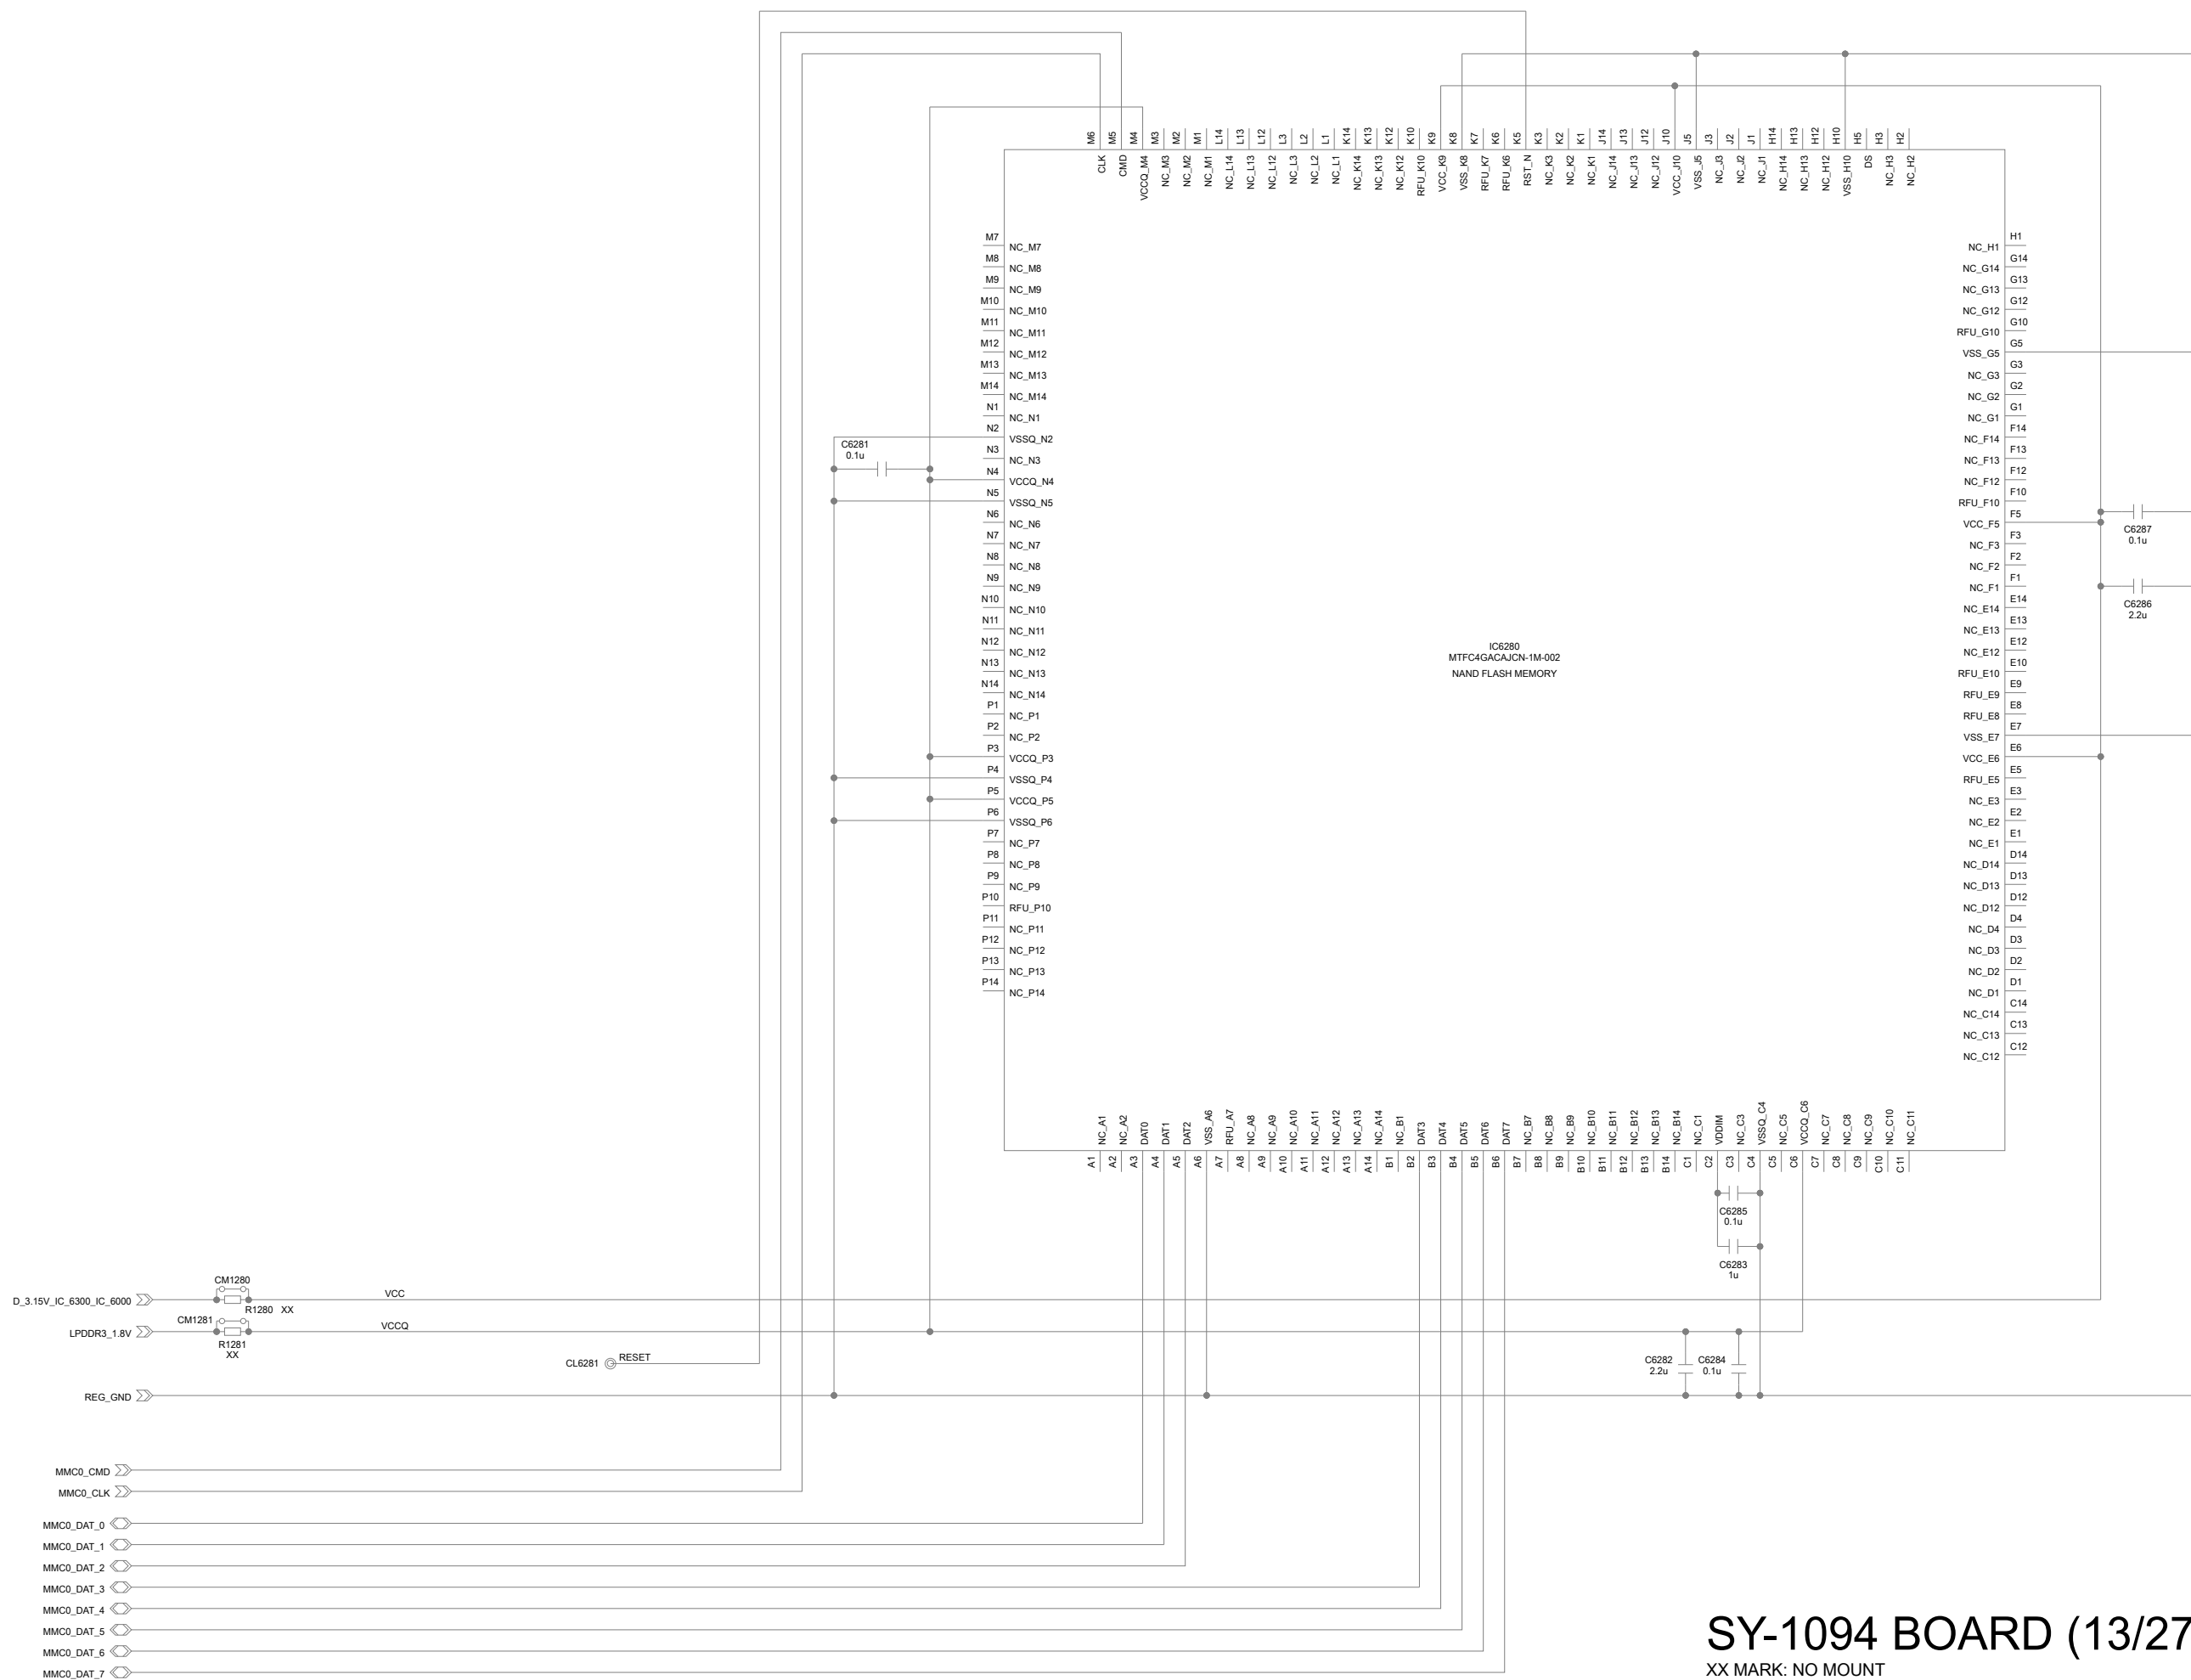 M6
M5
M4
M3
M2
M1
L14
L13
L12
L3
L2
L1
K14
K13
K12
K10
K9
K8
K7
K6
K5
K3
K2
K1
J14
J13
J12
J10
J5
J3
J2
J1
H14
H13
H12
H10
H5
H3
H2
CLK
CMD
VCCQ_M4
NC_M3
NC_M2
NC_M1
NC_L14
NC_L13
NC_L12
NC_L3
NC_L2
NC_L1
NC_K14
NC_K13
NC_K12
RFU_K10
VCC_K9
VSS_K8
RFU_K7
RFU_K6
RST_N
NC_K3
NC_K2
NC_K1
NC_J14
NC_J13
NC_J12
VCC_J10
VSS_J5
NC_J3
NC_J2
NC_J1
NC_H14
NC_H13
NC_H12
VSS_H10
DS
NC_H3
NC_H2
M7
NC_M7
M8
NC_M8
M9
NC_M9
M10
NC_M10
M11
NC_M11
M12
NC_M12
M13
NC_M13
M14
NC_M14
N1
NC_N1
N2
VSSQ_N2
N3
NC_N3
N4
VCCQ_N4
N5
VSSQ_N5
N6
NC_N6
N7
NC_N7
N8
NC_N8
N9
NC_N9
N10
NC_N10
N11
NC_N11
N12
NC_N12
N13
NC_N13
N14
NC_N14
P1
NC_P1
P2
NC_P2
P3
VCCQ_P3
P4
VSSQ_P4
P5
VCCQ_P5
P6
VSSQ_P6
P7
NC_P7
P8
NC_P8
P9
NC_P9
P10
RFU_P10
P11
NC_P11
P12
NC_P12
P13
NC_P13
P14
NC_P14
C6281
0.1u
IC6280
MTFC4GACAJCN-1M-002
NAND FLASH MEMORY
H1
NC_H1
G14
NC_G14
G13
NC_G13
G12
NC_G12
G10
RFU_G10
G5
VSS_G5
G3
NC_G3
G2
NC_G2
G1
NC_G1
F14
NC_F14
F13
NC_F13
F12
NC_F12
F10
RFU_F10
F5
VCC_F5
F3
NC_F3
F2
NC_F2
F1
NC_F1
E14
NC_E14
E13
NC_E13
E12
NC_E12
E10
RFU_E10
E9
RFU_E9
E8
RFU_E8
E7
VSS_E7
E6
VCC_E6
E5
RFU_E5
E3
NC_E3
E2
NC_E2
E1
NC_E1
D14
NC_D14
D13
NC_D13
D12
NC_D12
D4
NC_D4
D3
NC_D3
D2
NC_D2
D1
NC_D1
C14
NC_C14
C13
NC_C13
C12
NC_C12
C6287
0.1u
C6286
2.2u
NC_A1
NC_A2
DAT0
DAT1
DAT2
VSS_A6
RFU_A7
NC_A8
NC_A9
NC_A10
NC_A11
NC_A12
NC_A13
NC_A14
NC_B1
DAT3
DAT4
DAT5
DAT6
DAT7
NC_B7
NC_B8
NC_B9
NC_B10
NC_B11
NC_B12
NC_B13
NC_B14
NC_C1
VDDIM
NC_C3
VSSQ_C4
NC_C5
VCCQ_C6
NC_C7
NC_C8
NC_C9
NC_C10
NC_C11
A1
A2
A3
A4
A5
A6
A7
A8
A9
A10
A11
A12
A13
A14
B1
B2
B3
B4
B5
B6
B7
B8
B9
B10
B11
B12
B13
B14
C1
C2
C3
C4
C5
C6
C7
C8
C9
C10
C11
C6285
0.1u
C6283
1u
CM1280
D_3.15V_IC_6300_IC_6000
VCC
R1280 XX
CM1281
LPDDR3_1.8V
VCCQ
R1281
XX
CL6281
RESET
C6282
2.2u
C6284
0.1u
REG_GND
MMC0_CMD
MMC0_CLK
MMC0_DAT_0
MMC0_DAT_1
MMC0_DAT_2
MMC0_DAT_3
MMC0_DAT_4
MMC0_DAT_5
MMC0_DAT_6
MMC0_DAT_7
SY-1094 BOARD (13/27
XX MARK: NO MOUNT